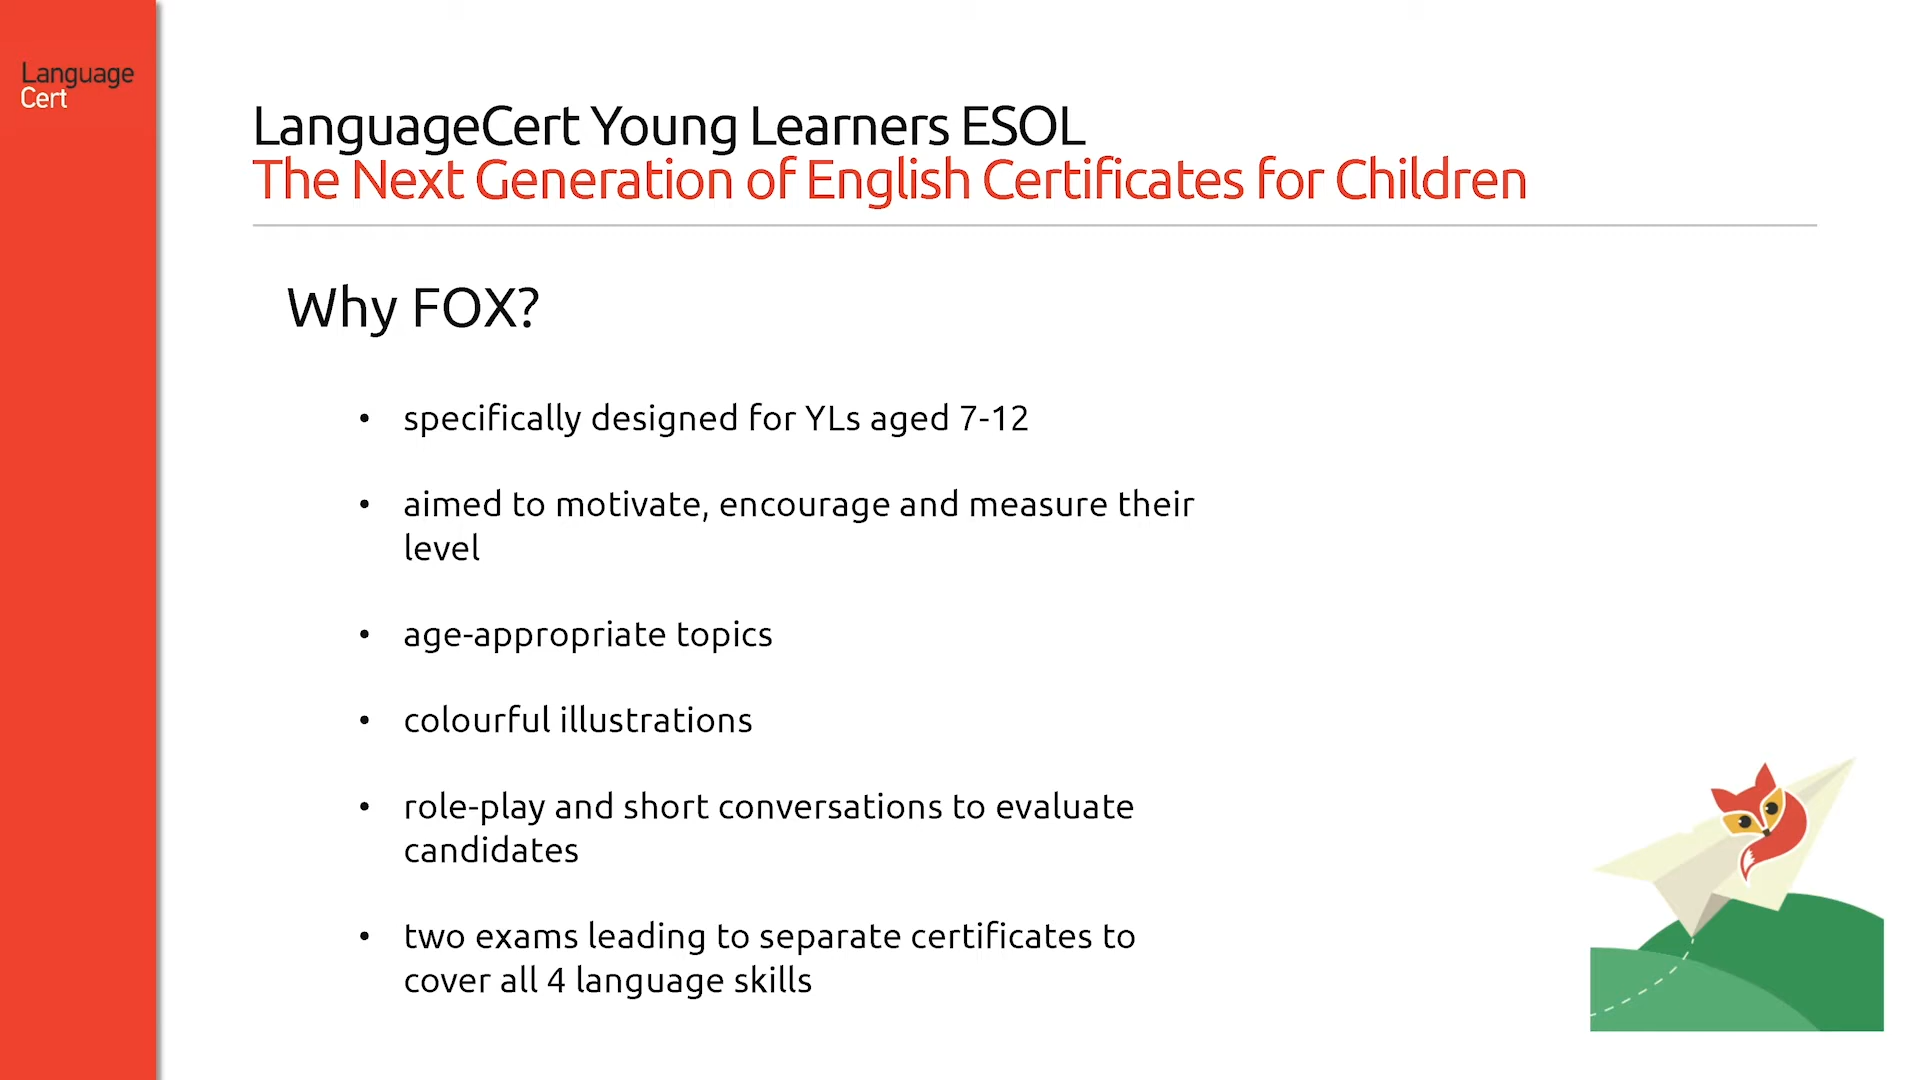 Language
Cert
LanguageCert Young Learners ESOL
The Next Generation of English Certificates for Children
Why FOX?
• specifically designed for YLs aged 7-12
• aimed to motivate, encourage and measure their
level
• age-appropriate topics
• colourful illustrations
• role-play and short conversations to evaluate
candidates
• two exams leading to separate certificates to
cover all 4 language skills